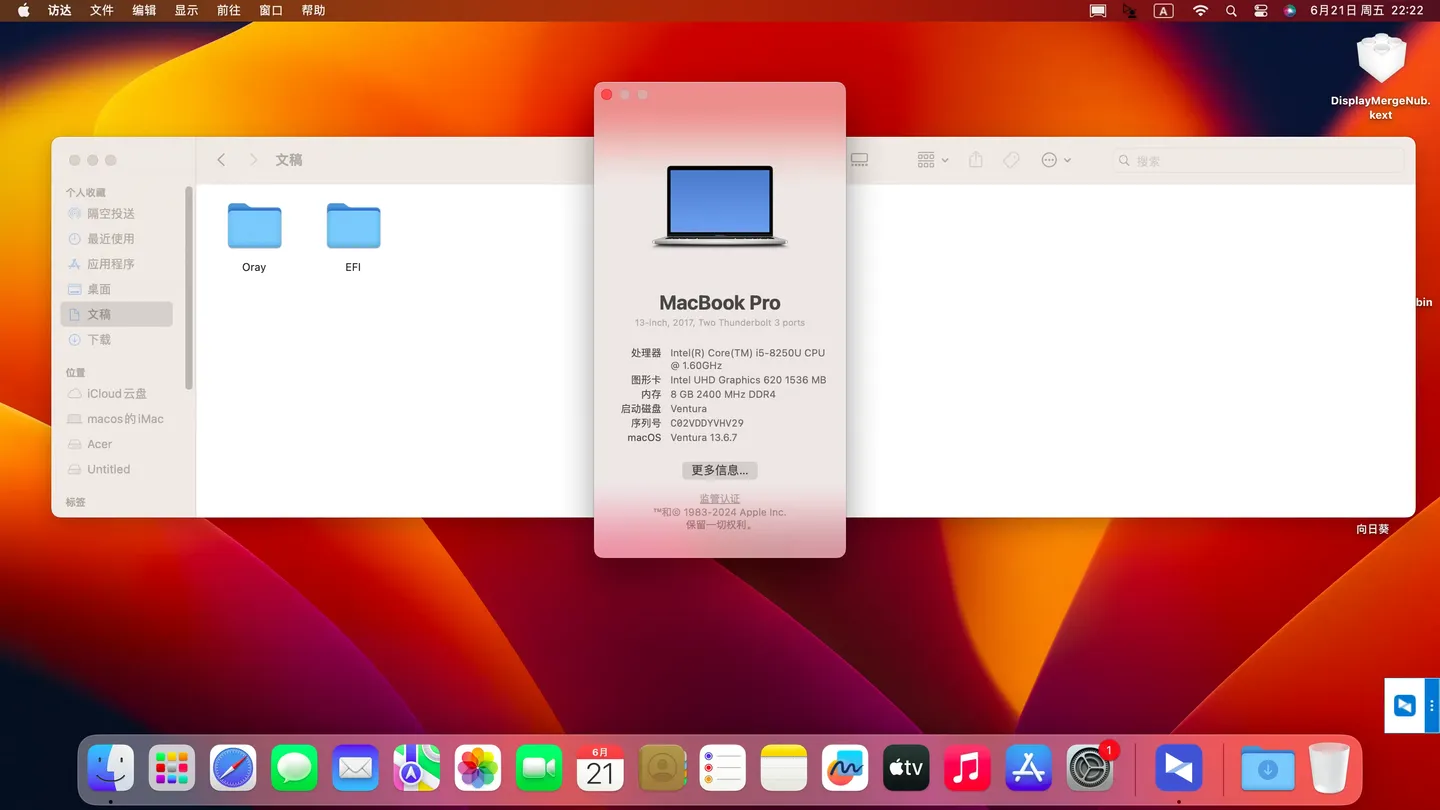 访达 文件 编辑 显示 前往 窗口 帮助
A
6月21日 周五 22:22
DisplayMergeNub.
kext
文稿
搜索
个人收藏
隔空投送
最近使用
应用程序
桌面
文稿
下载
位置
iCloud云盘
macos的iMac
Acer
Untitled
标签
Oray
EFI
MacBook Pro
13-inch, 2017, Two Thunderbolt 3 ports
处理器 Intel(R) Core(TM) i5-8250U CPU
@ 1.60GHz
图形卡 Intel UHD Graphics 620 1536 MB
内存 8 GB 2400 MHz DDR4
启动磁盘 Ventura
序列号 C02VDDYVHV29
macOS Ventura 13.6.7
更多信息...
监管认证
™和© 1983-2024 Apple Inc.
保留一切权利。
bin
向日葵
6月
21
tv
1